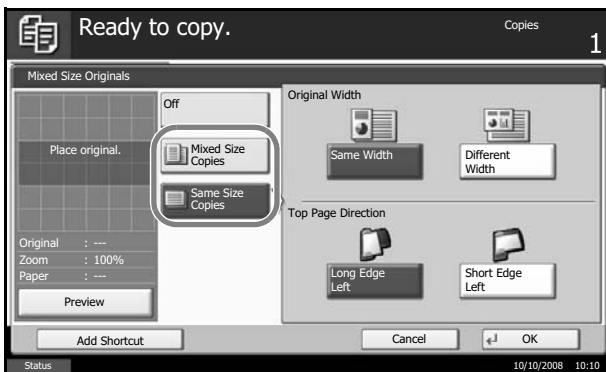 Ready to copy.
Copies
1
Mixed Size Originals
Place original.
Original : ---
Zoom : 100%
Paper : ---
Preview
Off
Mixed Size
Copies
Same Size
Copies
Original Width
Same Width
Different
Width
Top Page Direction
Long Edge
Left
Short Edge
Left
Add Shortcut
Cancel
OK
Status
10/10/2008 10:10